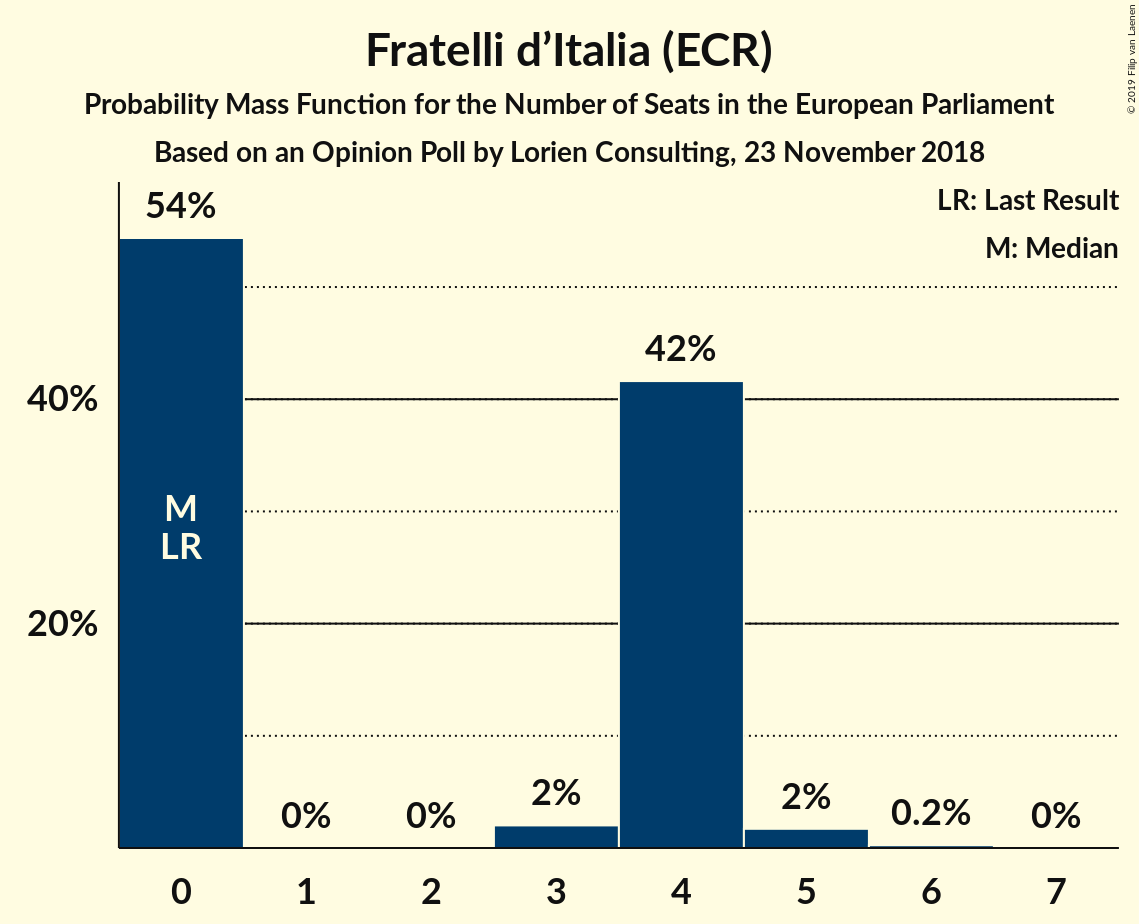 Fratelli d’Italia (ECR)
Probability Mass Function for the Number of Seats in the European Parliament
Based on an Opinion Poll by Lorien Consulting, 23 November 2018
© 2019 Filip van Laenen
LR: Last Result
M: Median
54%
42%
40%
M
LR
20%
0%
0%
2%
2%
0.2%
0%
0 1 2 3 4 5 6 7